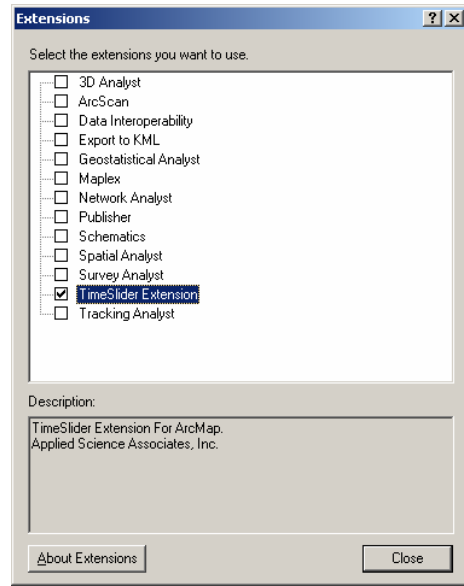 Extensions
Select the extensions you want to use.
3D Analyst
ArcScan
Data Interoperability
Export to KML
Geostatistical Analyst
Maplex
Network Analyst
Publisher
Schematics
Spatial Analyst
Survey Analyst
TimeSlider Extension
Tracking Analyst
Description:
TimeSlider Extension For ArcMap.
Applied Science Associates, Inc.
About Extensions Close